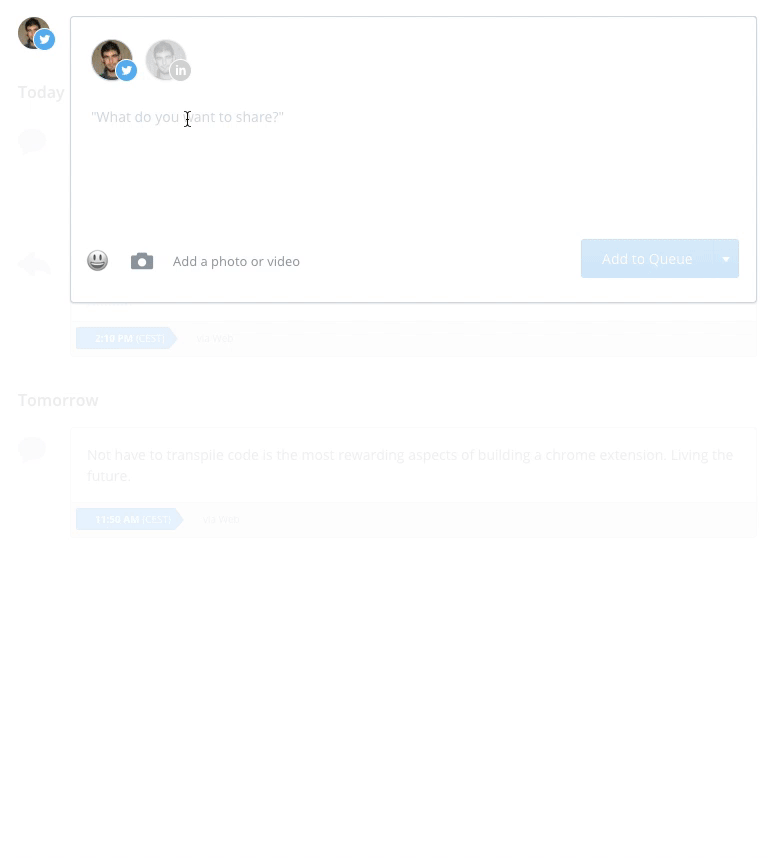 in
Today
"What do you want to share?"
Add a photo or video
Add to Queue
2:19 PM (CEST)
via Web
Tomorrow
Not have to transpile code is the most rewarding aspects of building a chrome extension. Living the
future.
11:50 AM (CEST)
via Web